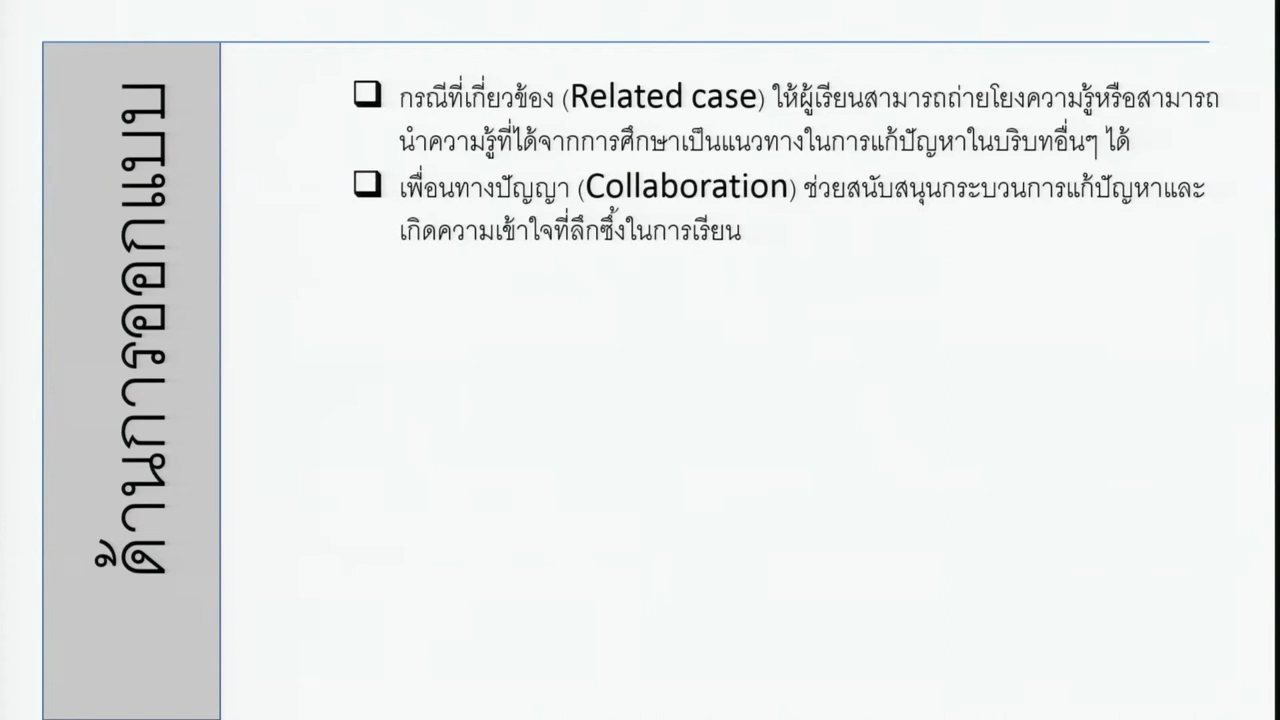 ด้านการออกแบบ
กรณีที่เกี่ยวข้อง (Related case) ให้ผู้เรียนสามารถถ่ายโยงความรู้หรือสามารถ
นำความรู้ที่ได้จากการศึกษาเป็นแนวทางในการแก้ปัญหาในบริบทอื่นๆ ได้
เพื่อนทางปัญญา (Collaboration) ช่วยสนับสนุนกระบวนการแก้ปัญหาและ
เกิดความเข้าใจที่ลึกซึ้งในการเรียน